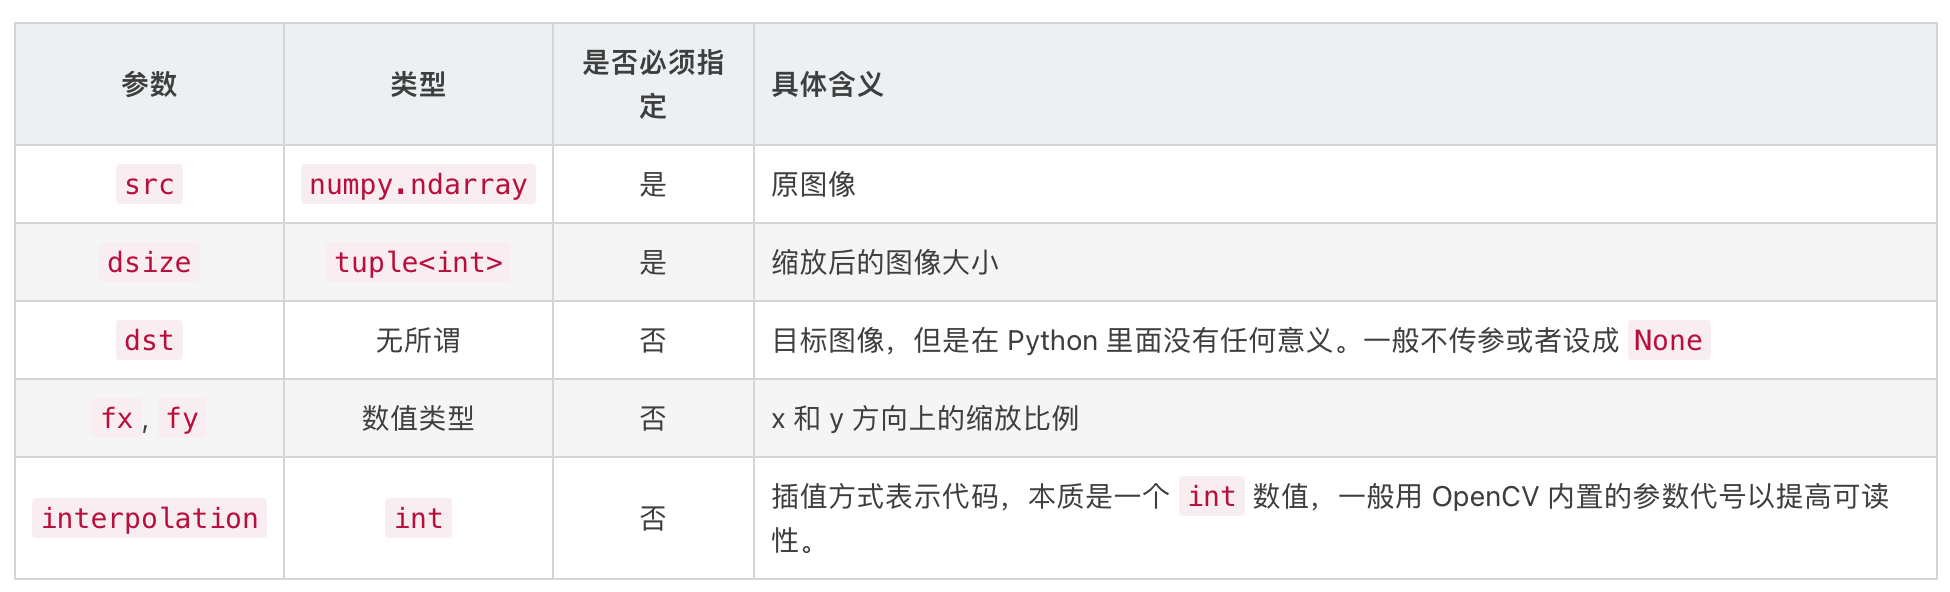 参数 类型 是否必须指
定 具体含义
src numpy.ndarray 是 原图像
dsize tuple<int> 是 缩放后的图像大小
dst 无所谓 否 目标图像，但是在 Python 里面没有任何意义。一般不传参或者设成 None
fx, fy 数值类型 否 x 和 y 方向上的缩放比例
interpolation int 否 插值方式表示代码，本质是一个 int 数值，一般用 OpenCV 内置的参数代号以提高可读
性。